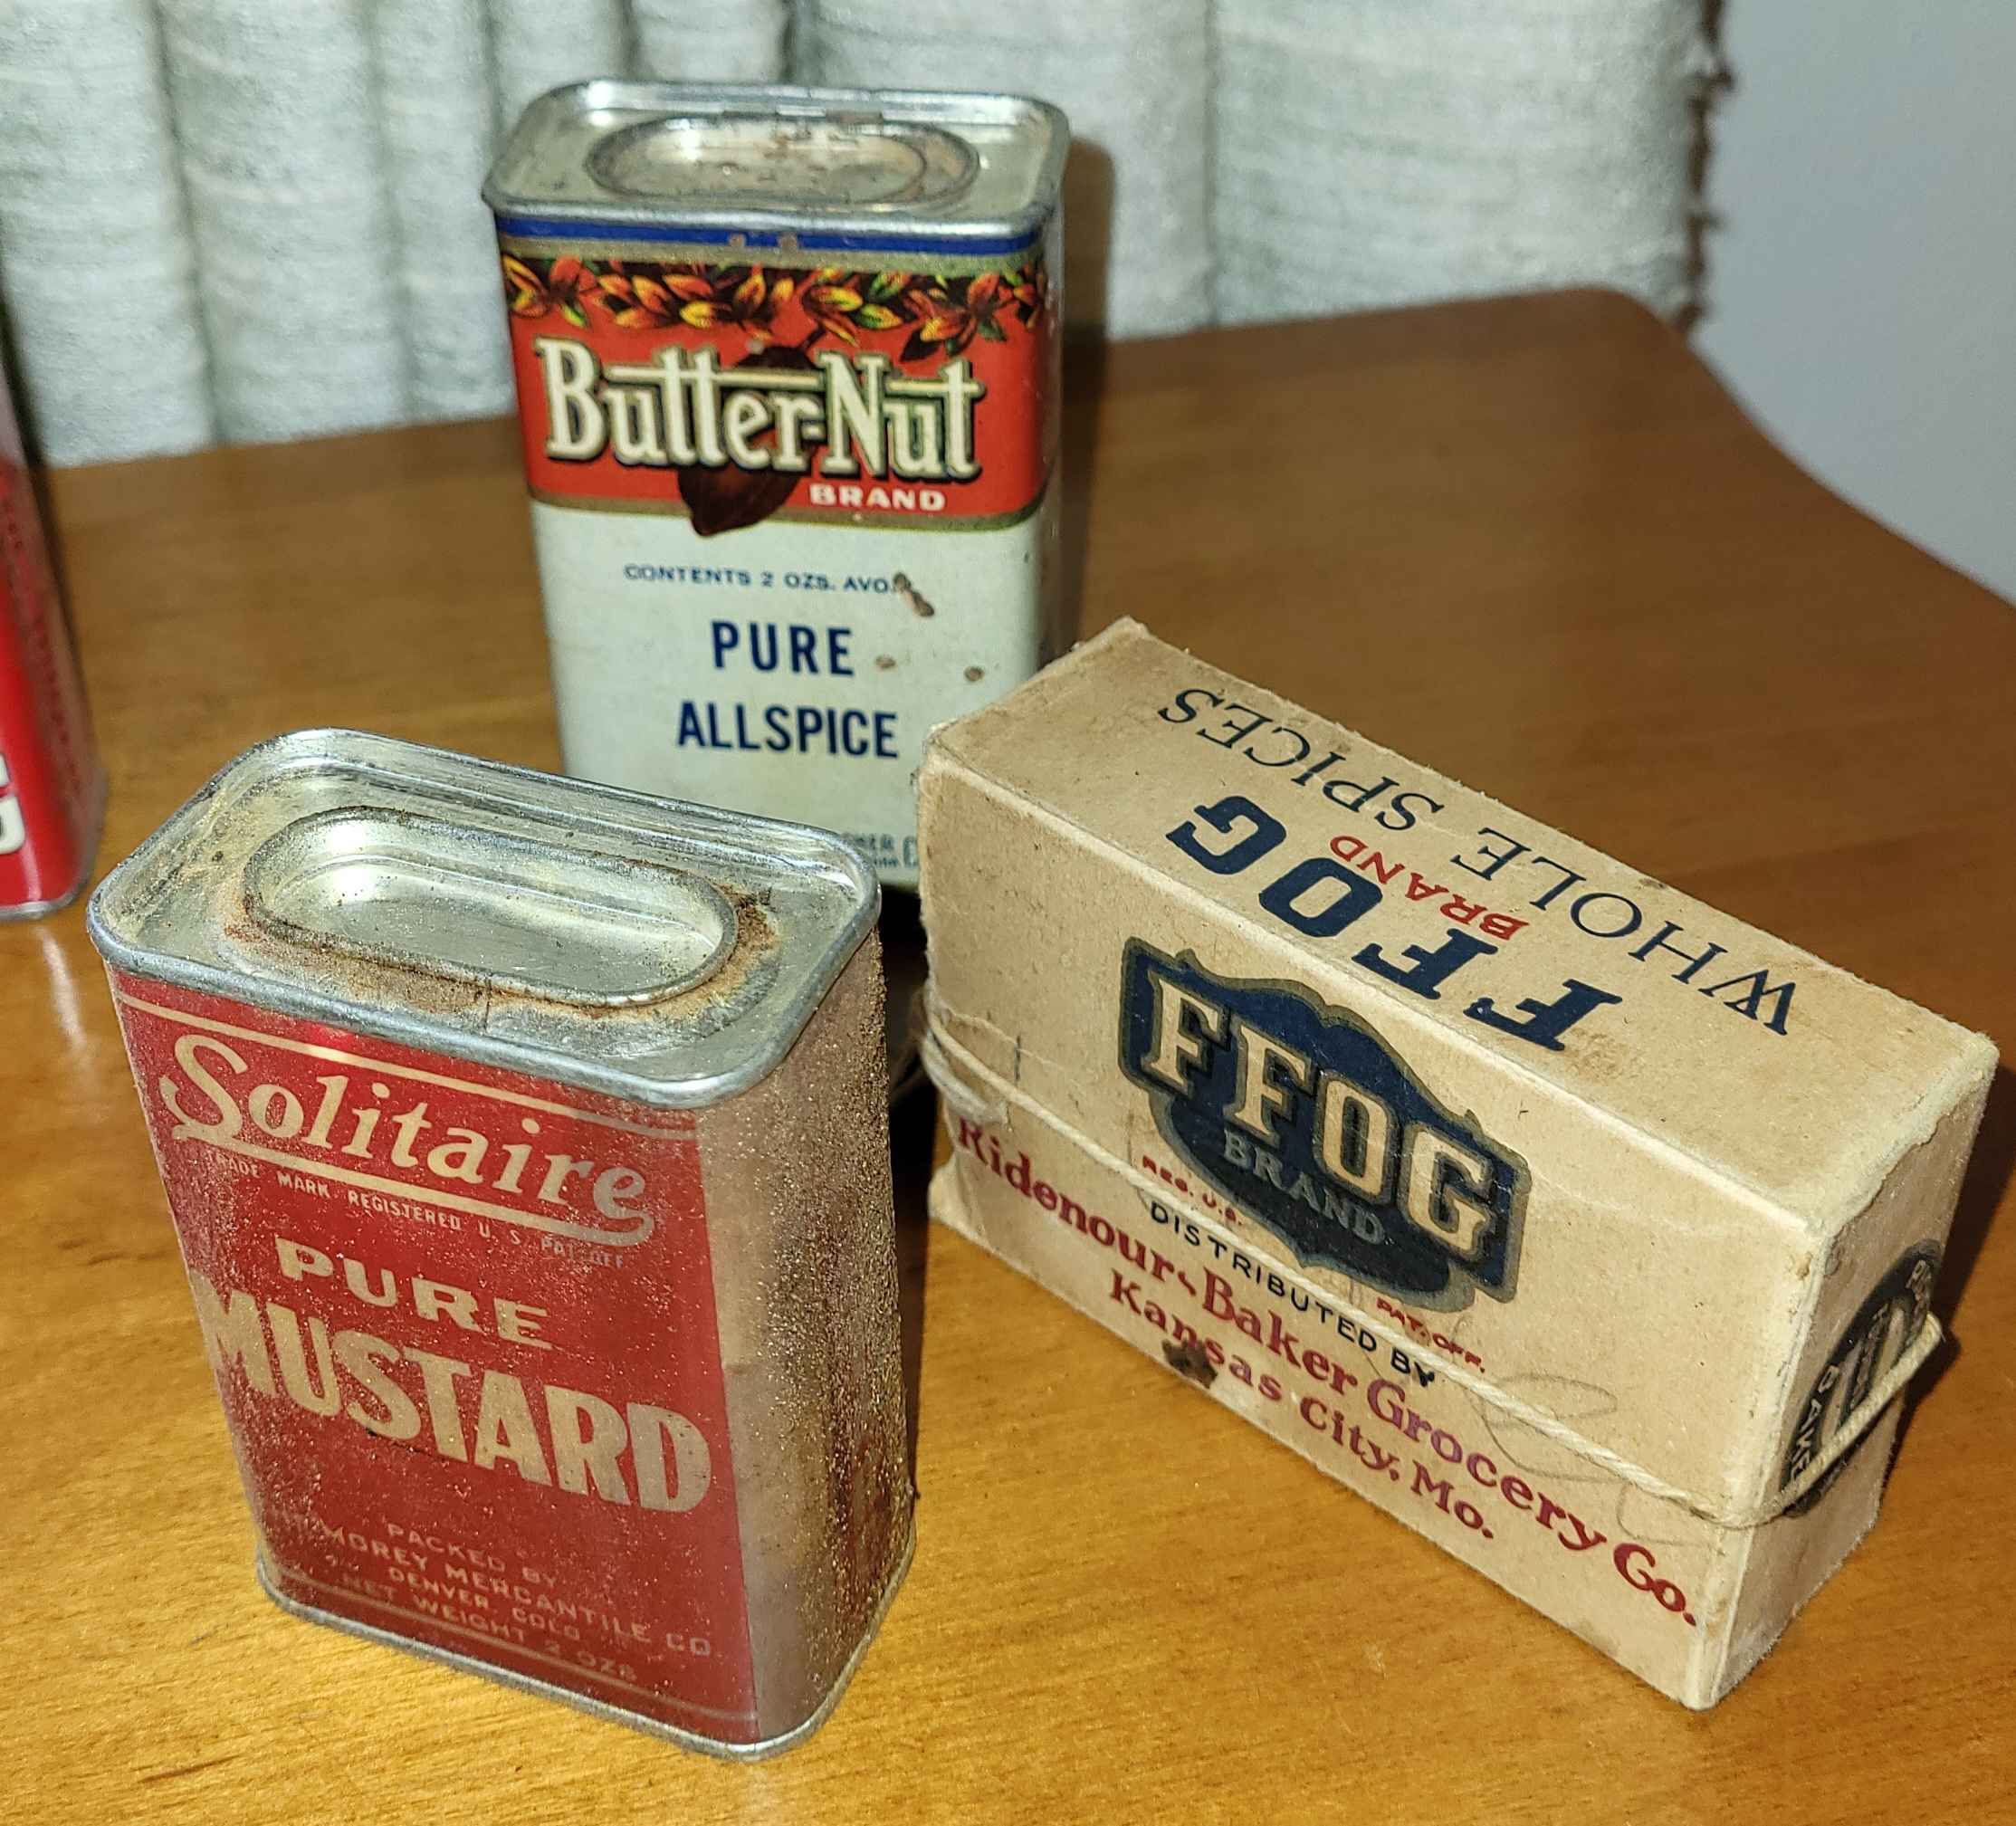 Butter-Nut
BRAND
CONTENTS 2 OZS. AVO.
PURE
ALLSPICE
Solitaire
TRADE MARK REGISTERED U S PAT OFF
PURE
MUSTARD
PACKED BY
MOREY MERCANTILE CO
DENVER COLO
NET WEIGHT 2 OZS
WHOLE SPICES
BRAND
FFOG
FFOG
BRAND
REG. U.S. PAT. OFF.
DISTRIBUTED BY
Ridenour-Baker Grocery Co.
Kansas City, Mo.